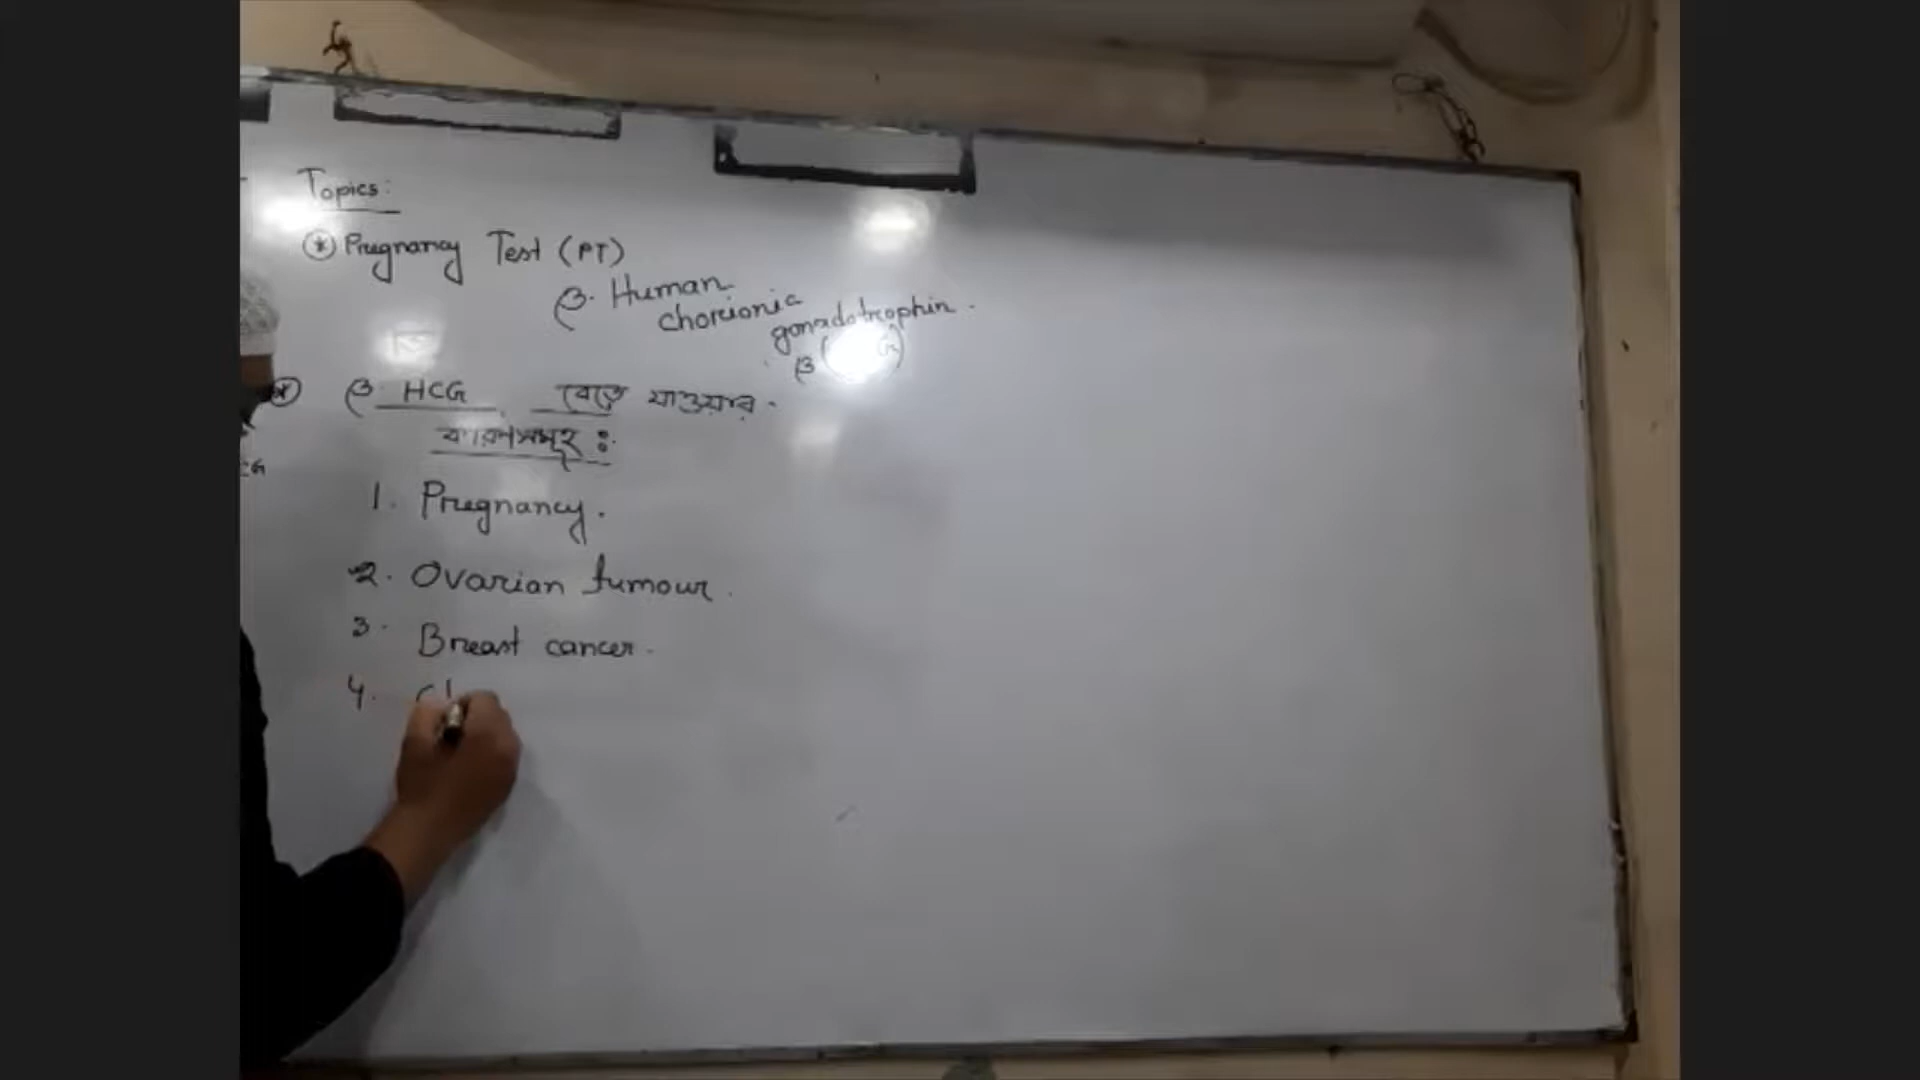 Topics:
* Pregnancy Test (PT)
β. Human
chorionic
gonadotrophin.
β
* β HCG বেড়ে যাওয়ার
কারণসমূহ ঃ
1. Pregnancy.
2. Ovarian tumour.
3. Breast cancer.
4. Ch